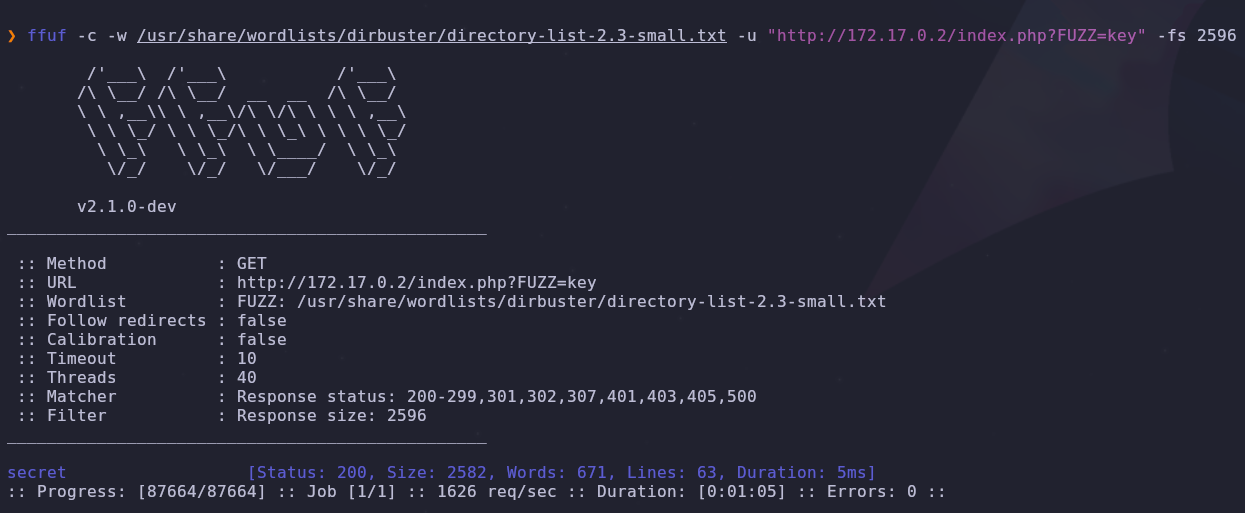 ❯ ffuf -c -w /usr/share/wordlists/dirbuster/directory-list-2.3-small.txt -u "http://172.17.0.2/index.php?FUZZ=key" -fs 2596
        /'___\  /'___\           /'___\
       /\ \__/ /\ \__/  __  __  /\ \__/
       \ \ ,__\\ \ ,__\/\ \/\ \ \ \ ,__\
        \ \ \_/ \ \ \_/\ \ \_\ \ \ \ \_/
         \ \_\   \ \_\  \ \____/  \ \_\
          \/_/    \/_/   \/___/    \/_/
       v2.1.0-dev
________________________________________________
 :: Method           : GET
 :: URL              : http://172.17.0.2/index.php?FUZZ=key
 :: Wordlist         : FUZZ: /usr/share/wordlists/dirbuster/directory-list-2.3-small.txt
 :: Follow redirects : false
 :: Calibration      : false
 :: Timeout          : 10
 :: Threads          : 40
 :: Matcher          : Response status: 200-299,301,302,307,401,403,405,500
 :: Filter           : Response size: 2596
________________________________________________
secret                  [Status: 200, Size: 2582, Words: 671, Lines: 63, Duration: 5ms]
:: Progress: [87664/87664] :: Job [1/1] :: 1626 req/sec :: Duration: [0:01:05] :: Errors: 0 ::